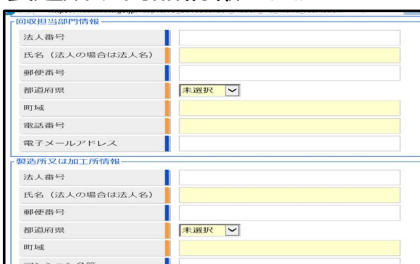 回収担当部門情報
法人番号
氏名（法人の場合は法人名）
郵便番号
都道府県 未選択
町域
電話番号
電子メールアドレス
製造所又は加工所情報
法人番号
氏名（法人の場合は法人名）
郵便番号
都道府県 未選択
町域